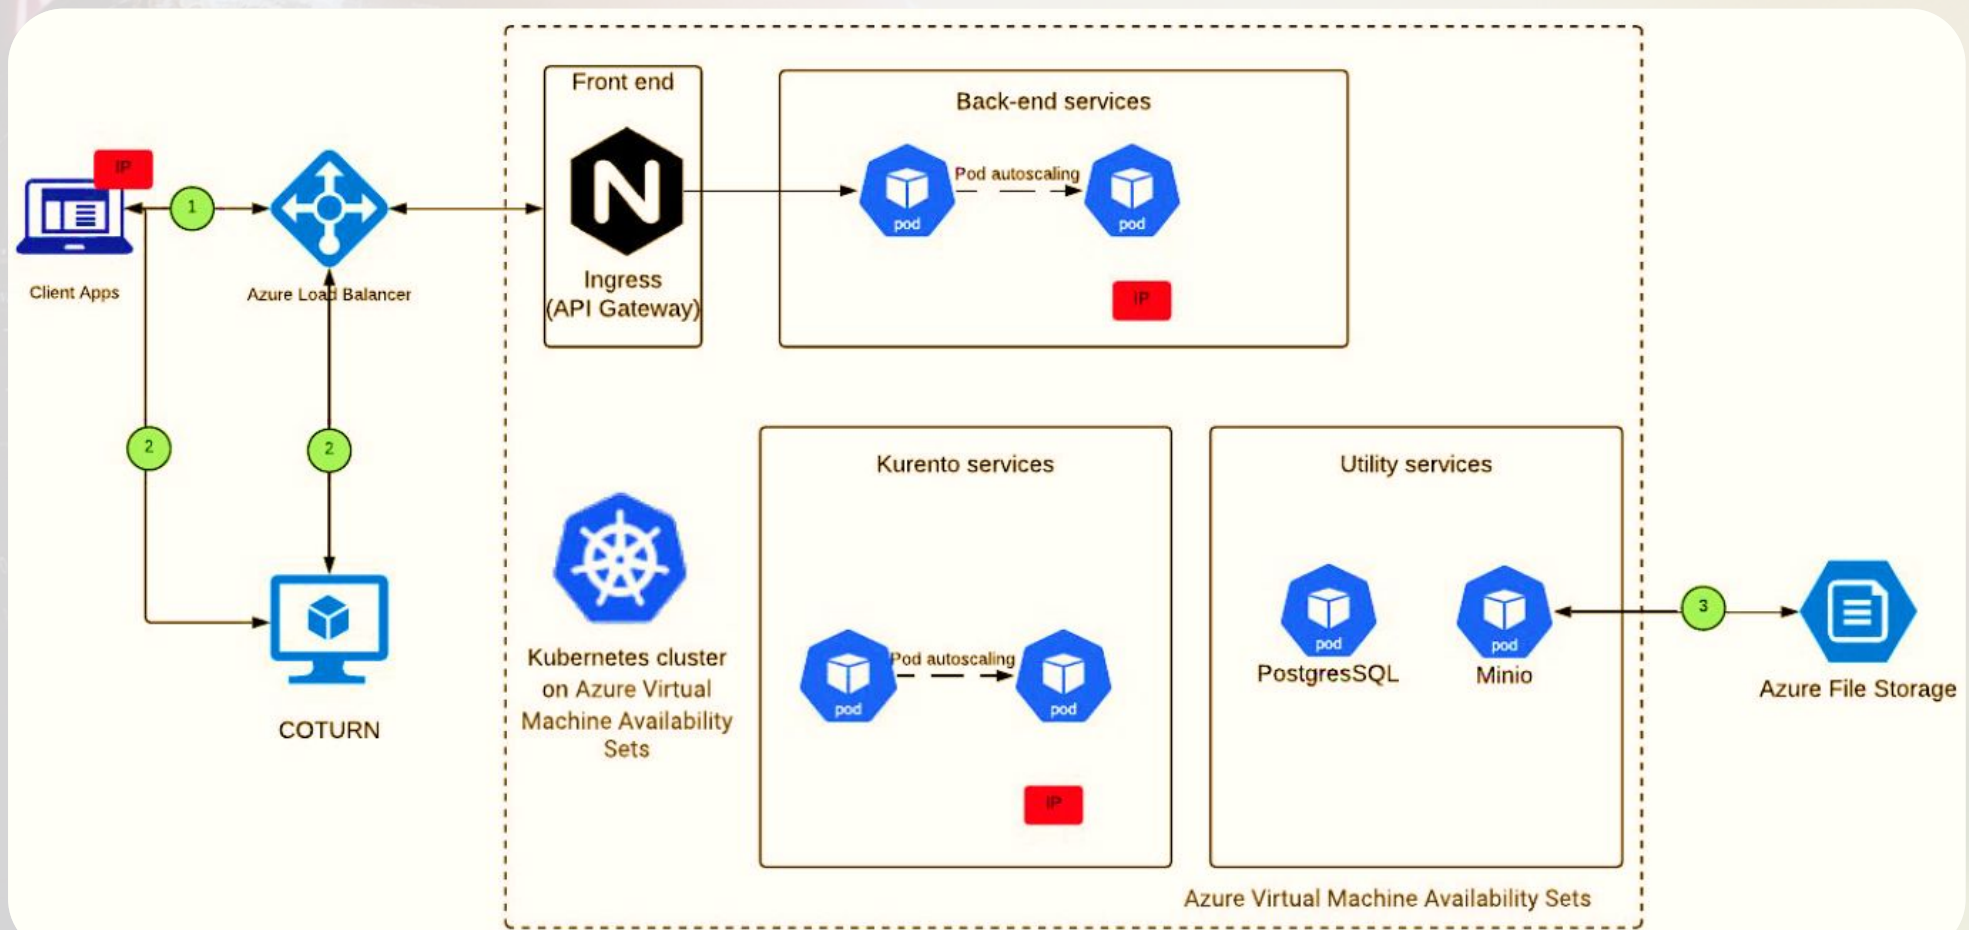 Front end
Back-end services
IP
1
Pod autoscaling
pod
pod
Ingress
(API Gateway)
IP
Client Apps
Azure Load Balancer
2
2
Kurento services
Utility services
3
pod
pod
Pod autoscaling
pod
pod
PostgresSQL
Minio
Kubernetes cluster
on Azure Virtual
Machine Availability
Sets
Azure File Storage
COTURN
IP
Azure Virtual Machine Availability Sets